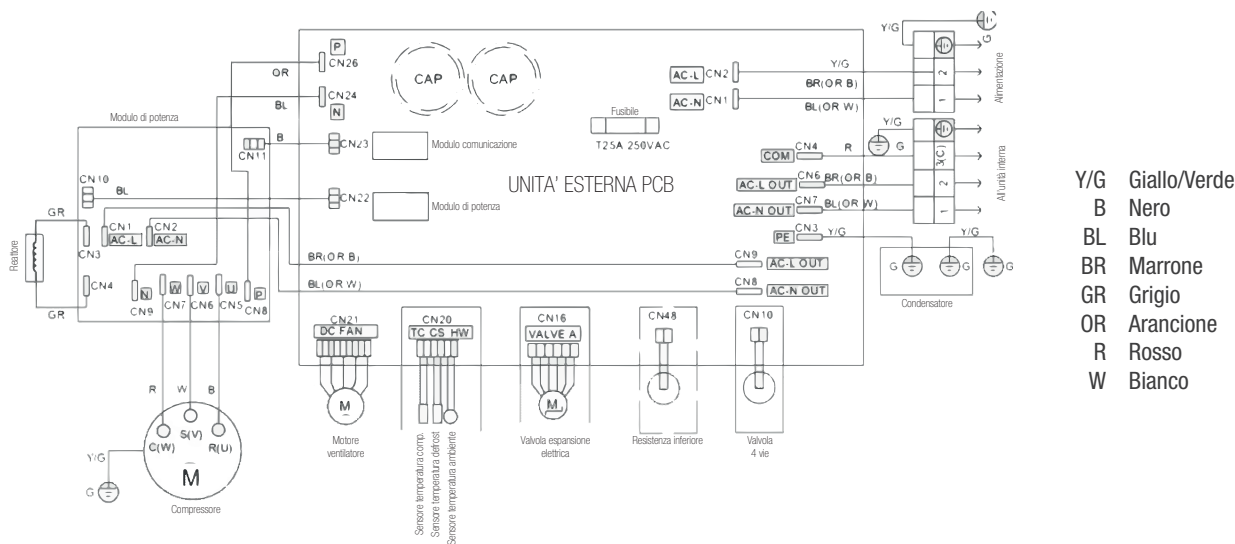 Y/G
G
P
CN26
OR
CAP
CAP
AC-L CN2
Y/G
BR(OR B)
2
Alimentazione
CN24
BL
N
AC-N CN1
BL(OR W)
1
Fusibile
T25A 250VAC
Modulo di potenza
B
CN11
CN23
Modulo comunicazione
Y/G
G
CN4
COM
R
3(C)
CN10
BL
CN22
Modulo di potenza
UNITA' ESTERNA PCB
CN6 BR(OR B)
AC-L OUT
2
All'unità interna
CN7 BL(OR W)
AC-N OUT
1
GR
CN1
AC-L
CN2
AC-N
CN3
PE
Y/G
Y/G
Reattore
CN3
BR(OR B)
CN9
AC-L OUT
G
G
G
Condensatore
CN4
BL(OR W)
CN8
AC-N OUT
GR
N
W
V
U
P
CN9
CN7
CN6
CN5
CN8
CN21
DC FAN
CN20
TC CS HW
CN16
VALVE A
CN48
CN10
R
W
B
M
M
Motore
ventilatore
Sensore temperatura comp.
Sensore temperatura defrost
Sensore temperatura ambiente
Valvola espansione
elettrica
Resistenza inferiore
Valvola
4 vie
S(V)
C(W)
R(U)
Y/G
M
G
Compressore
Y/G Giallo/Verde
B Nero
BL Blu
BR Marrone
GR Grigio
OR Arancione
R Rosso
W Bianco